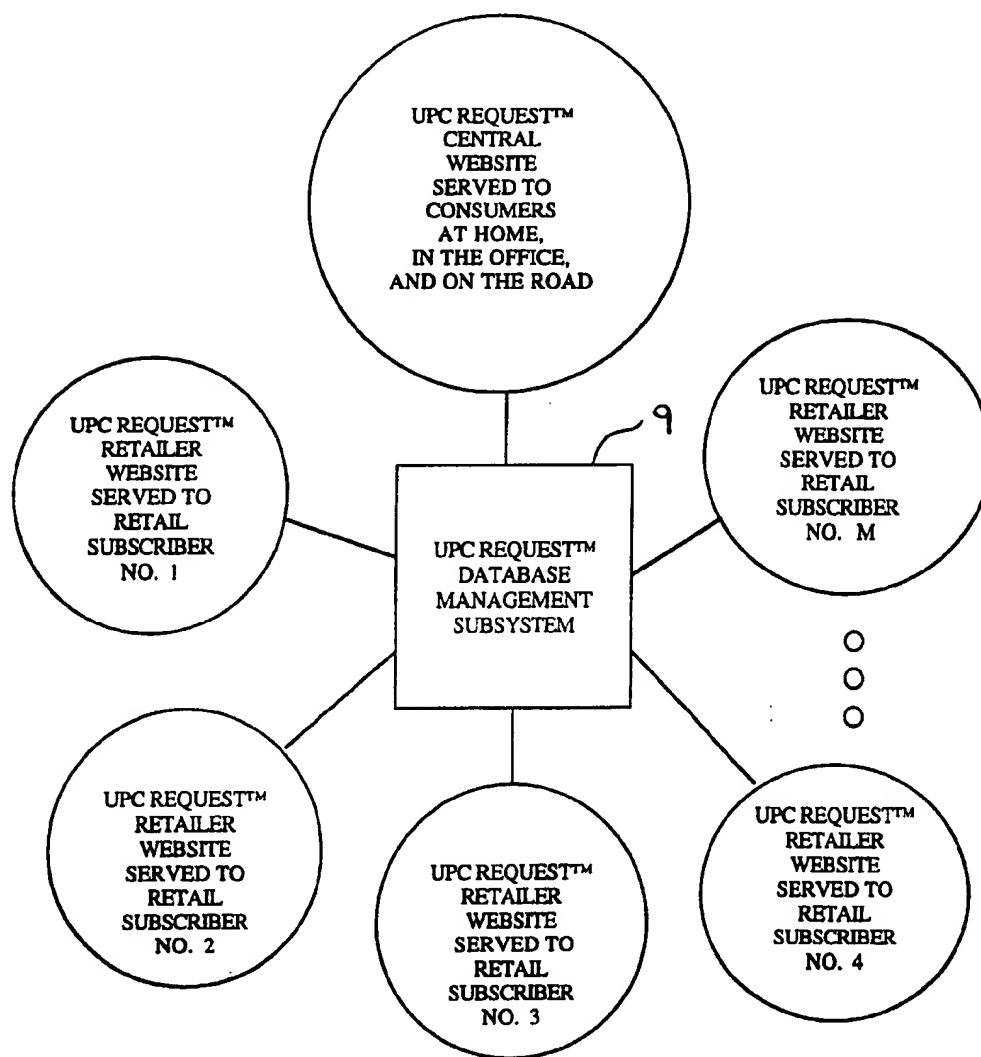 UPC REQUEST™
CENTRAL
WEBSITE
SERVED TO
CONSUMERS
AT HOME,
IN THE OFFICE,
AND ON THE ROAD
UPC REQUEST™
RETAILER
WEBSITE
SERVED TO
RETAIL
SUBSCRIBER
NO. 1
9
UPC REQUEST™
RETAILER
WEBSITE
SERVED TO
RETAIL
SUBSCRIBER
NO. M
UPC REQUEST™
DATABASE
MANAGEMENT
SUBSYSTEM
UPC REQUEST™
RETAILER
WEBSITE
SERVED TO
RETAIL
SUBSCRIBER
NO. 2
UPC REQUEST™
RETAILER
WEBSITE
SERVED TO
RETAIL
SUBSCRIBER
NO. 3
UPC REQUEST™
RETAILER
WEBSITE
SERVED TO
RETAIL
SUBSCRIBER
NO. 4